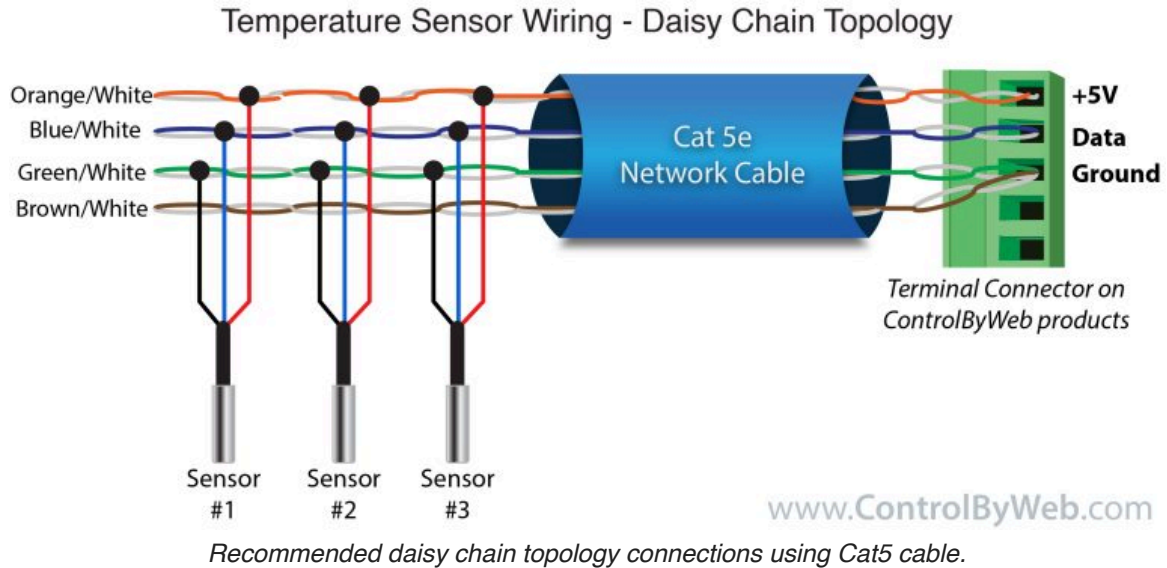 Temperature Sensor Wiring - Daisy Chain Topology
Orange/White
Blue/White
Green/White
Brown/White
Cat 5e
Network Cable
+5V
Data
Ground
Terminal Connector on
ControlByWeb products
Sensor
#1
Sensor
#2
Sensor
#3
www.ControlByWeb.com
Recommended daisy chain topology connections using Cat5 cable.